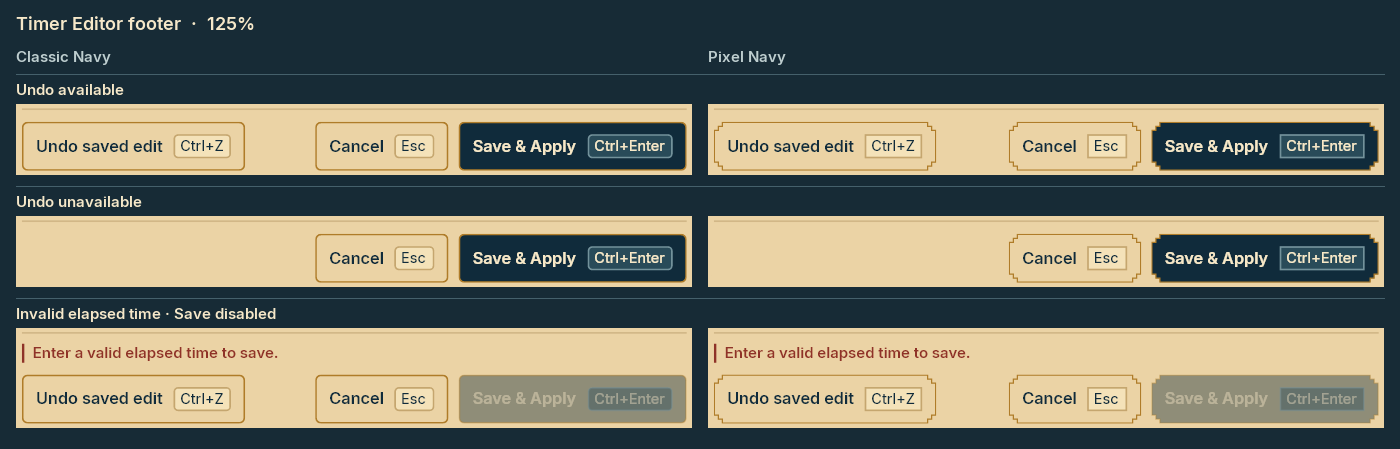 Timer Editor footer · 125%
Classic Navy Pixel Navy
Undo available
Undo saved edit Ctrl+Z Cancel Esc Save & Apply Ctrl+Enter Undo saved edit Ctrl+Z Cancel Esc Save & Apply Ctrl+Enter
Undo unavailable
Cancel Esc Save & Apply Ctrl+Enter Cancel Esc Save & Apply Ctrl+Enter
Invalid elapsed time · Save disabled
Enter a valid elapsed time to save. Enter a valid elapsed time to save.
Undo saved edit Ctrl+Z Cancel Esc Save & Apply Ctrl+Enter Undo saved edit Ctrl+Z Cancel Esc Save & Apply Ctrl+Enter